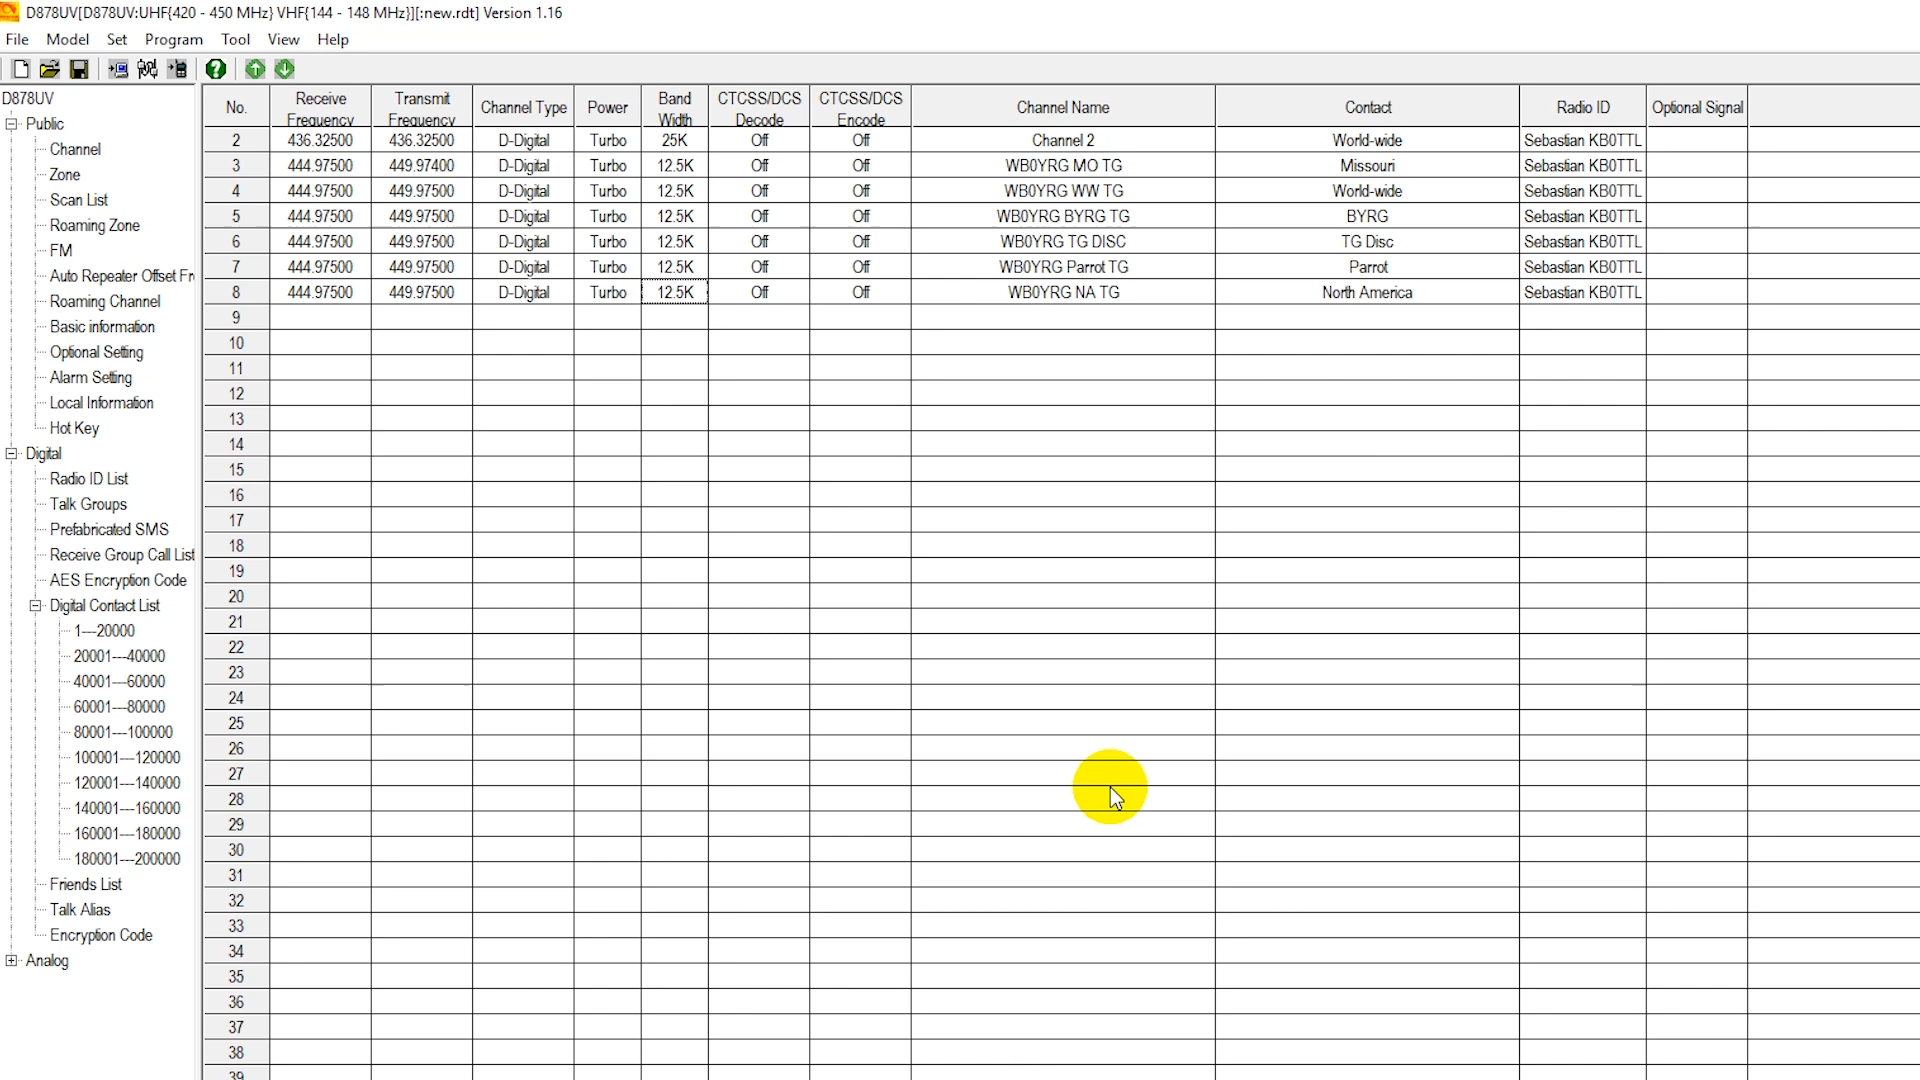 D878UV[D878UV:UHF{420 - 450 MHz} VHF{144 - 148 MHz}][:new.rdt] Version 1.16
File Model Set Program Tool View Help
D878UV
Public
Channel
Zone
Scan List
Roaming Zone
FM
Auto Repeater Offset Fr
Roaming Channel
Basic information
Optional Setting
Alarm Setting
Local Information
Hot Key
Digital
Radio ID List
Talk Groups
Prefabricated SMS
Receive Group Call List
AES Encryption Code
Digital Contact List
1---20000
20001---40000
40001---60000
60001---80000
80001---100000
100001---120000
120001---140000
140001---160000
160001---180000
180001---200000
Friends List
Talk Alias
Encryption Code
Analog
No. Receive Frequency Transmit Frequency Channel Type Power Band Width CTCSS/DCS Decode CTCSS/DCS Encode Channel Name Contact Radio ID Optional Signal
2 436.32500 436.32500 D-Digital Turbo 25K Off Off Channel 2 World-wide Sebastian KB0TTL
3 444.97500 449.97400 D-Digital Turbo 12.5K Off Off WB0YRG MO TG Missouri Sebastian KB0TTL
4 444.97500 449.97500 D-Digital Turbo 12.5K Off Off WB0YRG WW TG World-wide Sebastian KB0TTL
5 444.97500 449.97500 D-Digital Turbo 12.5K Off Off WB0YRG BYRG TG BYRG Sebastian KB0TTL
6 444.97500 449.97500 D-Digital Turbo 12.5K Off Off WB0YRG TG DISC TG Disc Sebastian KB0TTL
7 444.97500 449.97500 D-Digital Turbo 12.5K Off Off WB0YRG Parrot TG Parrot Sebastian KB0TTL
8 444.97500 449.97500 D-Digital Turbo 12.5K Off Off WB0YRG NA TG North America Sebastian KB0TTL
9
10
11
12
13
14
15
16
17
18
19
20
21
22
23
24
25
26
27
28
29
30
31
32
33
34
35
36
37
38
39